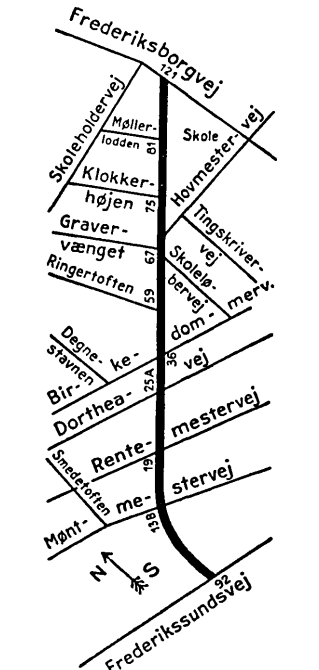 Frederiksborgvej
121
Skoleholdervej
Møller-
lodden
81
Skole
Hovmester-
vej
Klokker-
højen
75
Tingskriver-
vej
Graver-
vænget
67
Skolelø-
bervej
Ringertoften
59
merv.
dom-
Degne-
stavnen
ke-
Bir-
36
vej
25A
Dorthea-
mestervej
Rente-
19
Smedetoften
stervej
me-
Mønt-
13B
N
S
92
Frederikssundsvej